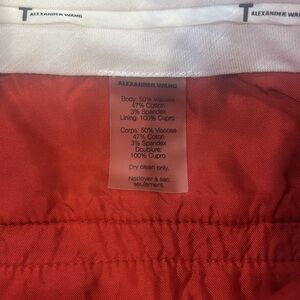 T ALEXANDER WANG
T ALEXANDER WANG
ALEXANDER WANG
Body: 50% Viscose
47% Cotton
3% Spandex
Lining: 100% Cupro
Corps: 50% Viscose
47% Cotton
3% Spandex
Doublure:
100% Cupro
Dry clean only.
Nettoyer à sec
seulement.